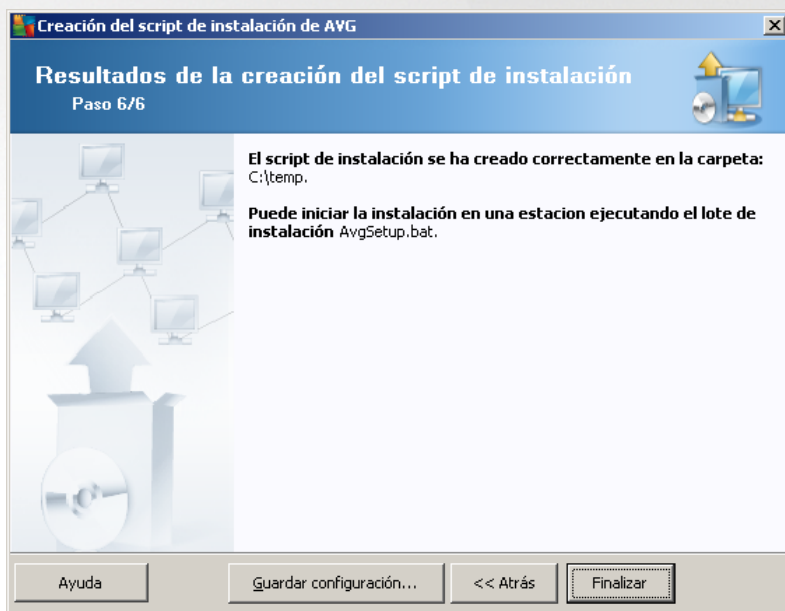 Creación del script de instalación de AVG
Resultados de la creación del script de instalación
Paso 6/6
El script de instalación se ha creado correctamente en la carpeta:
C:\temp.
Puede iniciar la instalación en una estacion ejecutando el lote de
instalación AvgSetup.bat.
Ayuda
Guardar configuración...
<< Atrás
Finalizar